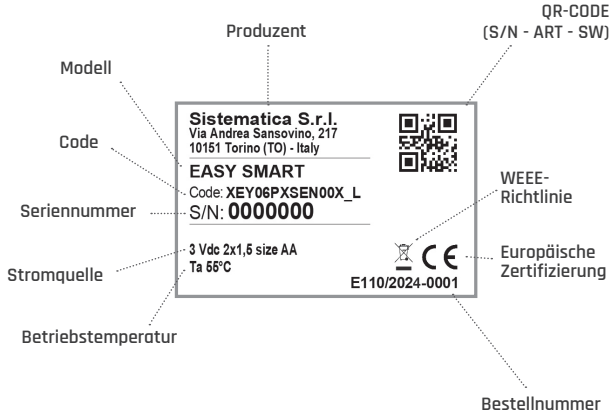 QR-CODE
(S/N - ART - SW)
Produzent
Modell
Sistematica S.r.l.
Via Andrea Sansovino, 217
10151 Torino (TO) - Italy
Code
EASY SMART
Code: XEY06PXSEN00X_L
WEEE-
Richtlinie
Seriennummer
S/N: 0000000
3 Vdc 2x1,5 size AA
Europäische
Zertifizierung
Stromquelle
Ta 55°C
CE
E110/2024-0001
Betriebstemperatur
Bestellnummer